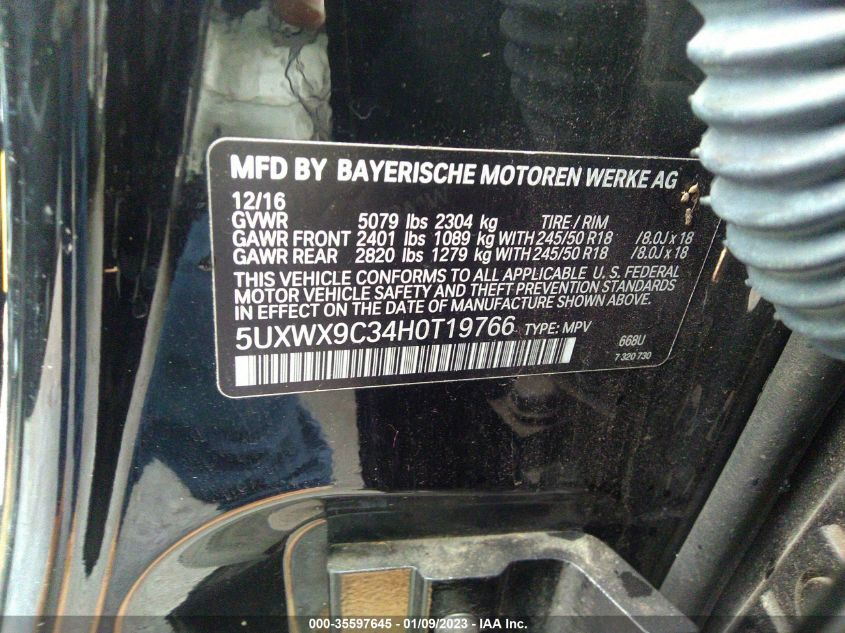 MFD BY BAYERISCHE MOTOREN WERKE AG
12/16
GVWR 5079 lbs 2304 kg TIRE / RIM
GAWR FRONT 2401 lbs 1089 kg WITH 245/50 R18 /8.0J x 18
GAWR REAR 2820 lbs 1279 kg WITH 245/50 R18 /8.0J x 18
THIS VEHICLE CONFORMS TO ALL APPLICABLE U. S. FEDERAL
MOTOR VEHICLE SAFETY AND THEFT PREVENTION STANDARDS
IN EFFECT ON THE DATE OF MANUFACTURE SHOWN ABOVE.
5UXWX9C34H0T19766 TYPE: MPV 668U
7 320 730
000-35597645 - 01/09/2023 - IAA Inc.